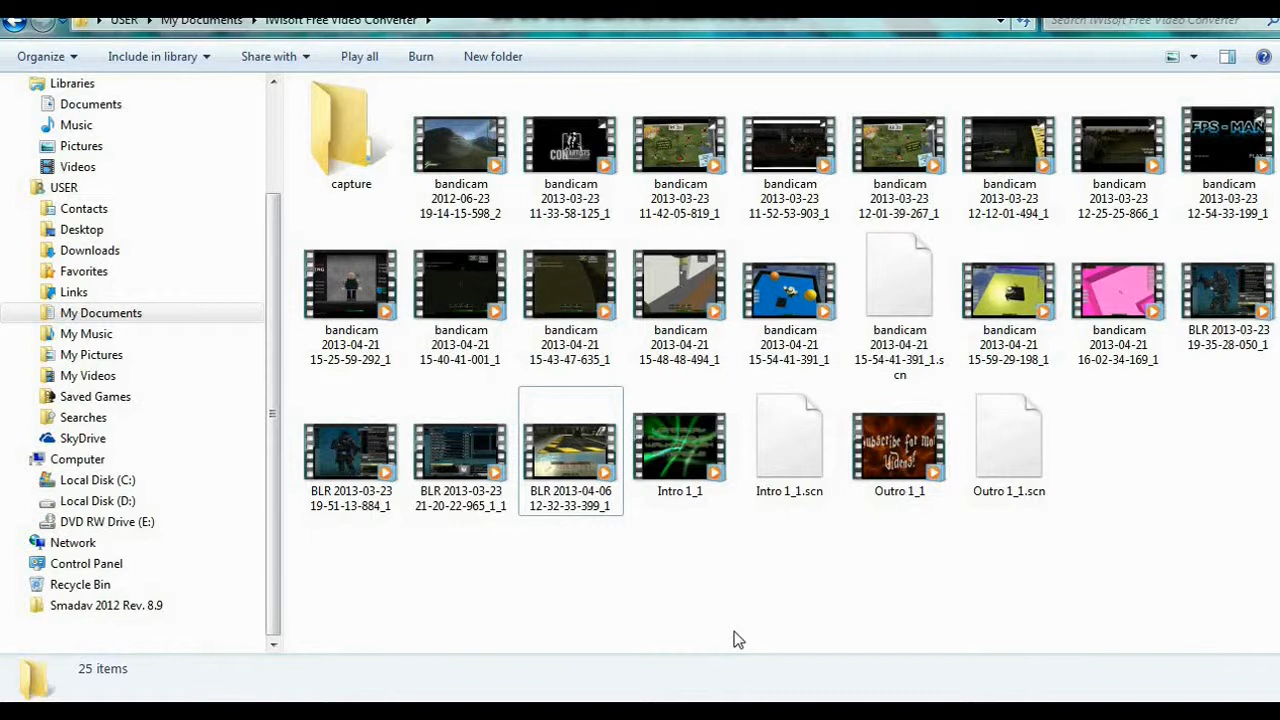 USER
My Documents
iWisoft Free Video Converter
Search iWisoft Free Video Converter
Organize
Include in library
Share with
Play all
Burn
New folder
Libraries
Documents
Music
Pictures
Videos
USER
Contacts
Desktop
Downloads
Favorites
Links
My Documents
My Music
My Pictures
My Videos
Saved Games
Searches
SkyDrive
Computer
Local Disk (C:)
Local Disk (D:)
DVD RW Drive (E:)
Network
Control Panel
Recycle Bin
Smadav 2012 Rev. 8.9
capture
bandicam
2012-06-23
19-14-15-598_2
CON ARTISTS
bandicam
2013-03-23
11-33-58-125_1
bandicam
2013-03-23
11-42-05-819_1
bandicam
2013-03-23
11-52-53-903_1
bandicam
2013-03-23
12-01-39-267_1
bandicam
2013-03-23
12-12-01-494_1
bandicam
2013-03-23
12-25-25-866_1
FPS - MAN
PLAY
bandicam
2013-03-23
12-54-33-199_1
bandicam
2013-04-21
15-25-59-292_1
bandicam
2013-04-21
15-40-41-001_1
bandicam
2013-04-21
15-43-47-635_1
bandicam
2013-04-21
15-48-48-494_1
bandicam
2013-04-21
15-54-41-391_1
bandicam
2013-04-21
15-54-41-391_1.s
cn
bandicam
2013-04-21
15-59-29-198_1
bandicam
2013-04-21
16-02-34-169_1
BLR 2013-03-23
19-35-28-050_1
BLR 2013-03-23
19-51-13-884_1
BLR 2013-03-23
21-20-22-965_1_1
BLR 2013-04-06
12-32-33-399_1
Intro 1_1
Intro 1_1.scn
ubscribe for mo
Videos!
Outro 1_1
Outro 1_1.scn
25 items